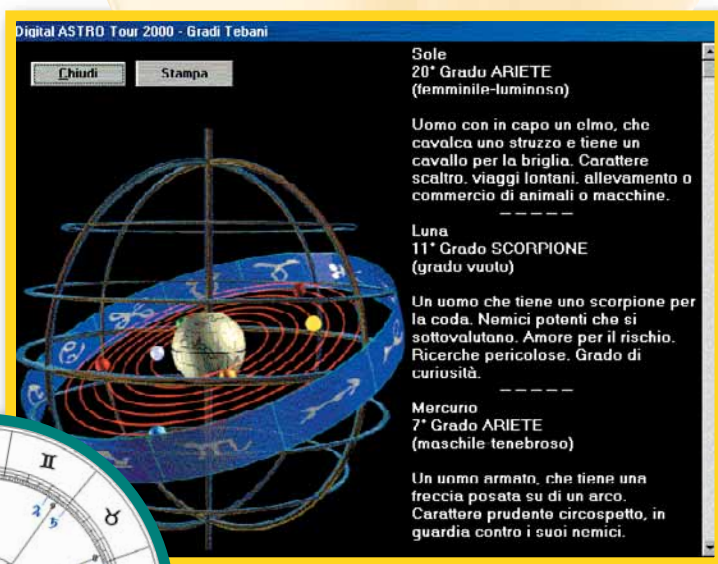 Digital ASTRO Tour 2000 - Gradi Tebani
Chiudi
Stampa
Sole
20° Grado ARIETE
(femminile-luminoso)
Uomo con in capo un elmo, che
cavalca uno struzzo e tiene un
cavallo per la briglia. Carattere
scaltro, viaggi lontani, allevamento o
commercio di animali o macchine.
– – – – –
Luna
11° Grado SCORPIONE
(grado vuoto)
Un uomo che tiene uno scorpione per
la coda. Nemici potenti che si
sottovalutano. Amore per il rischio.
Ricerche pericolose. Grado di
curiosità.
– – – – –
Mercurio
7° Grado ARIETE
(maschile tenebroso)
Un uomo armato, che tiene una
freccia posata su di un arco.
Carattere prudente circospetto, in
guardia contro i suoi nemici.